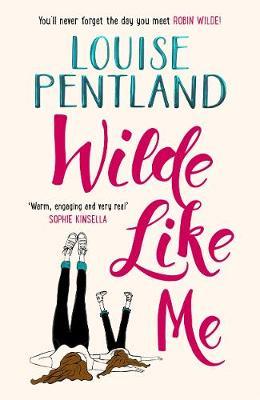 You'll never forget the day you meet ROBIN WILDE!
LOUISE
PENTLAND
Wilde
Like
Me
'Warm, engaging and very real'
SOPHIE KINSELLA